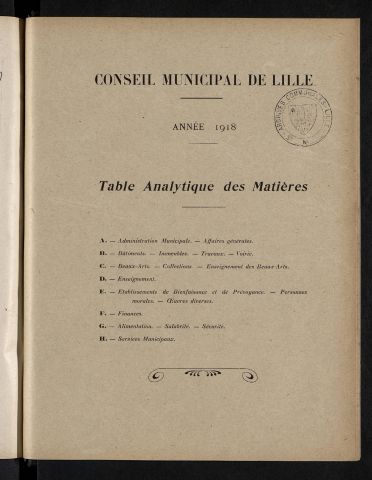 CONSEIL MUNICIPAL DE LILLE
ANNÉE 1918
Table Analytique des Matières
A. — Administration Municipale. — Affaires générales.
B. — Bâtiments. — Immeubles. — Travaux. — Voirie.
C. — Beaux-Arts. — Collections. — Enseignement des Beaux-Arts.
D. — Enseignement.
E. — Etablissements de Bienfaisance et de Prévoyance. — Personnes
morales. — Œuvres diverses.
F. — Finances.
G. — Alimentation. — Salubrité. — Sécurité.
H. — Services Municipaux.